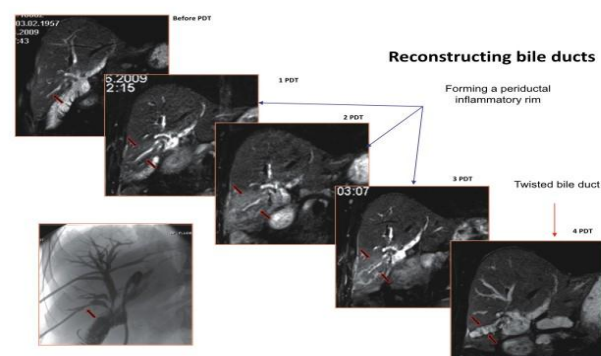 Before PDT
03.02.1957
.2009
:43
Reconstructing bile ducts
5.2009
2:15
1 PDT
Forming a periductal
inflammatory rim
2 PDT
03:07
3 PDT
Twisted bile duct
4 PDT